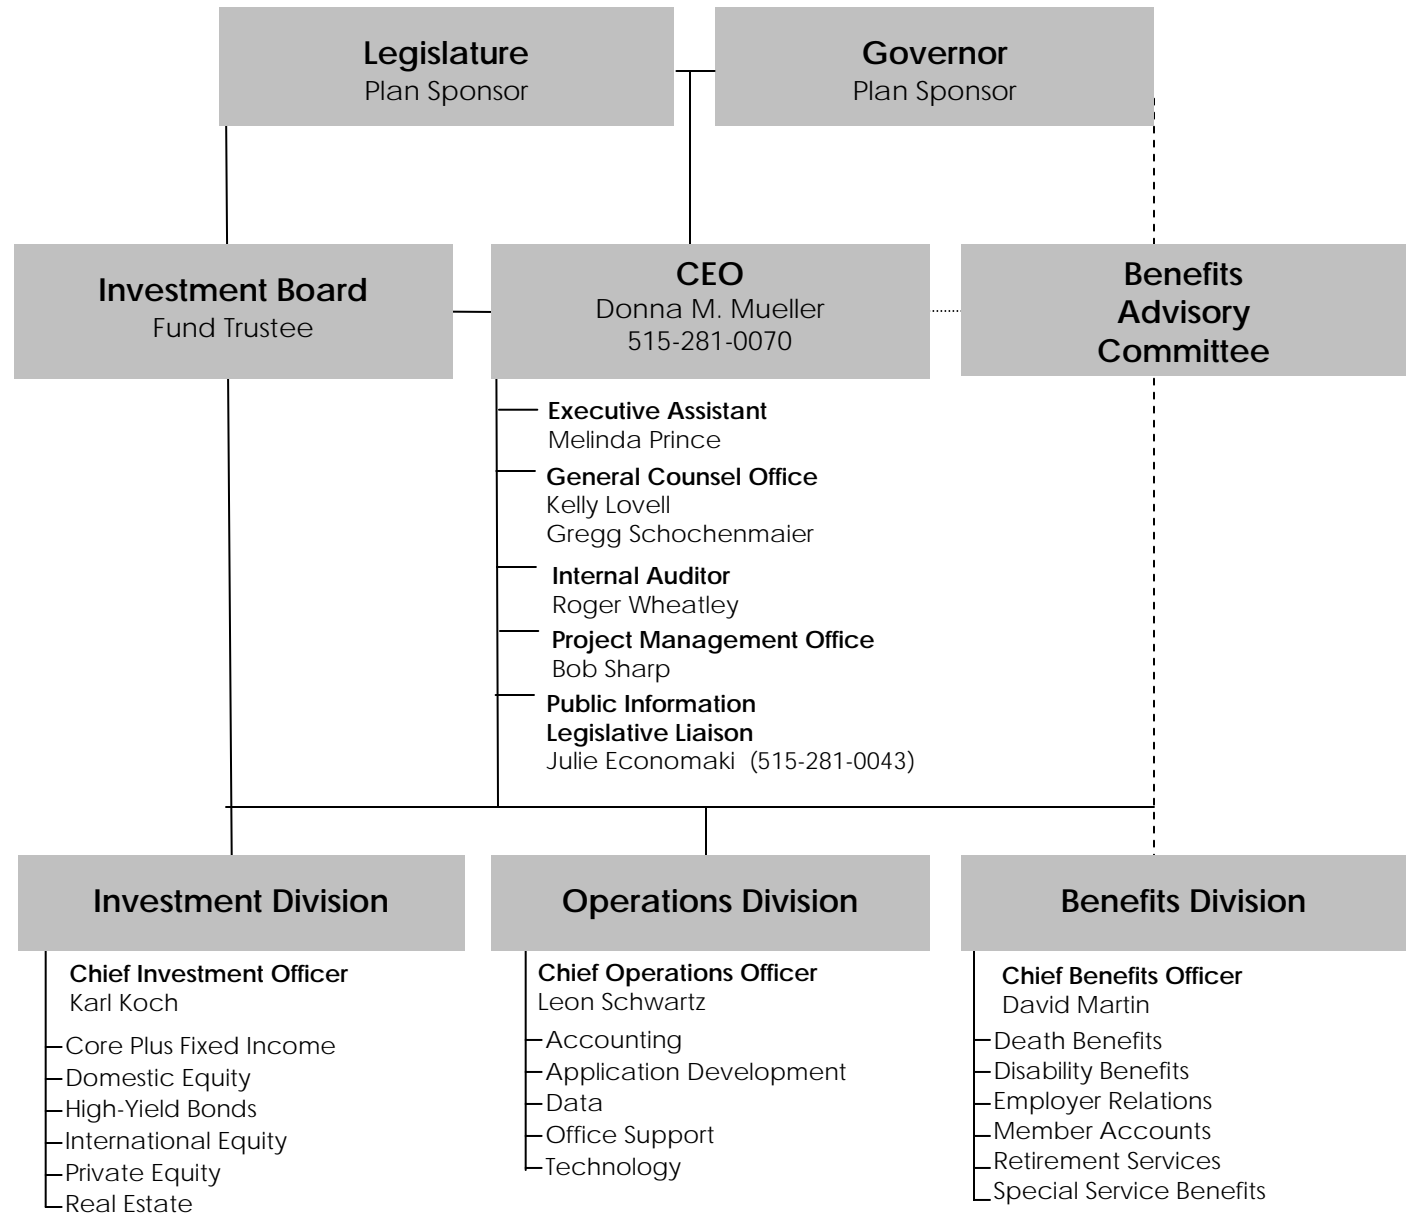 Legislature
Plan Sponsor
Governor
Plan Sponsor
Investment Board
Fund Trustee
CEO
Donna M. Mueller
515-281-0070
Benefits
Advisory
Committee
Executive Assistant
Melinda Prince
General Counsel Office
Kelly Lovell
Gregg Schochenmaier
Internal Auditor
Roger Wheatley
Project Management Office
Bob Sharp
Public Information
Legislative Liaison
Julie Economaki (515-281-0043)
Investment Division
Chief Investment Officer
Karl Koch
Core Plus Fixed Income
Domestic Equity
High-Yield Bonds
International Equity
Private Equity
Real Estate
Operations Division
Chief Operations Officer
Leon Schwartz
Accounting
Application Development
Data
Office Support
Technology
Benefits Division
Chief Benefits Officer
David Martin
Death Benefits
Disability Benefits
Employer Relations
Member Accounts
Retirement Services
Special Service Benefits